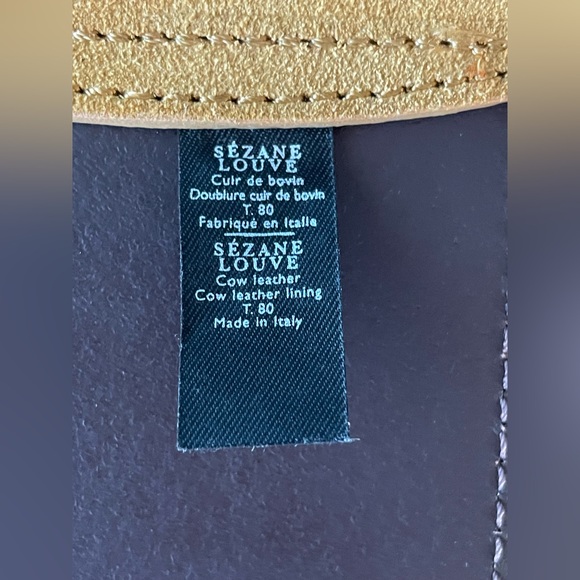 SÉZANE
LOUVE
Cuir de bovin
Doublure cuir de bovin
T. 80
Fabriqué en Italie
SÉZANE
LOUVE
Cow leather
Cow leather lining
T. 80
Made in Italy